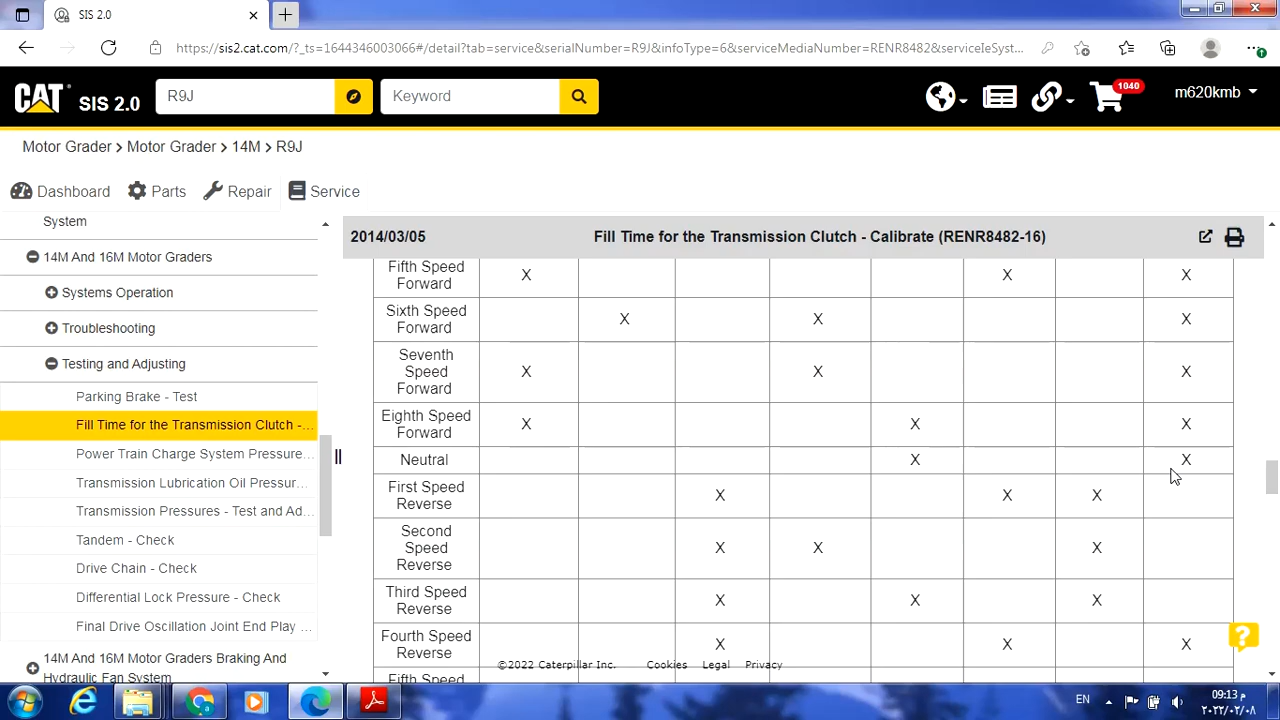 SIS 2.0
https://sis2.cat.com/?_ts=1644346003066#/detail?tab=service&serialNumber=R9J&infoType=6&serviceMediaNumber=RENR8482&serviceIeSyst...
CAT SIS 2.0
R9J
Keyword
1040
m620kmb
Motor Grader > Motor Grader > 14M > R9J
Dashboard Parts Repair Service
System
14M And 16M Motor Graders
Systems Operation
Troubleshooting
Testing and Adjusting
Parking Brake - Test
Fill Time for the Transmission Clutch -...
Power Train Charge System Pressure...
Transmission Lubrication Oil Pressur...
Transmission Pressures - Test and Ad...
Tandem - Check
Drive Chain - Check
Differential Lock Pressure - Check
Final Drive Oscillation Joint End Play ...
14M And 16M Motor Graders Braking And
Hydraulic Fan System
2014/03/05 Fill Time for the Transmission Clutch - Calibrate (RENR8482-16)
Fifth Speed
Forward X X X
Sixth Speed
Forward X X X
Seventh
Speed
Forward X X X
Eighth Speed
Forward X X X
Neutral X X
First Speed
Reverse X X X
Second
Speed
Reverse X X X
Third Speed
Reverse X X X
Fourth Speed
Reverse X X X
Fifth Speed
©2022 Caterpillar Inc. Cookies Legal Privacy
EN
09:13 م
٢٠٢٢/٠٢/٠٨